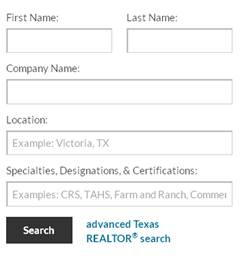 First Name: Last Name:
Company Name:
Location:
Example: Victoria, TX
Specialties, Designations, & Certifications:
Examples: CRS, TAHS, Farm and Ranch, Commer
Search advanced Texas
REALTOR® search